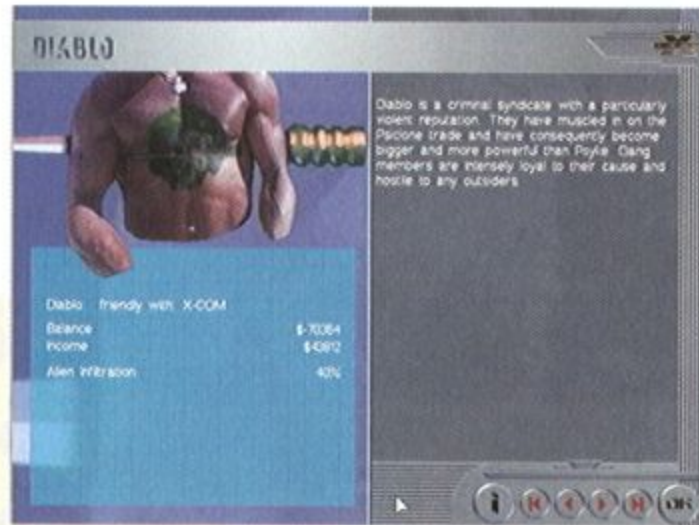 DIABLO
Diablo is a criminal syndicate with a particularly
violent reputation. They have muscled in on the
Psiclone trade and have consequently become
bigger and more powerful than Psyke. Gang
members are intensely loyal to their cause and
hostile to any outsiders
Diablo friendly with X-COM
Balance $-70384
Income
Alien Infiltration 40%
OK